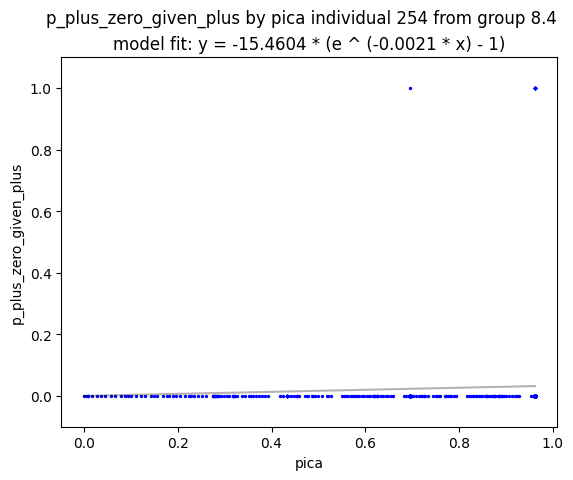 p_plus_zero_given_plus by pica individual 254 from group 8.4
model fit: y = -15.4604 * (e ^ (-0.0021 * x) - 1)
p_plus_zero_given_plus
1.0
0.8
0.6
0.4
0.2
0.0
0.0 0.2 0.4 0.6 0.8 1.0
pica